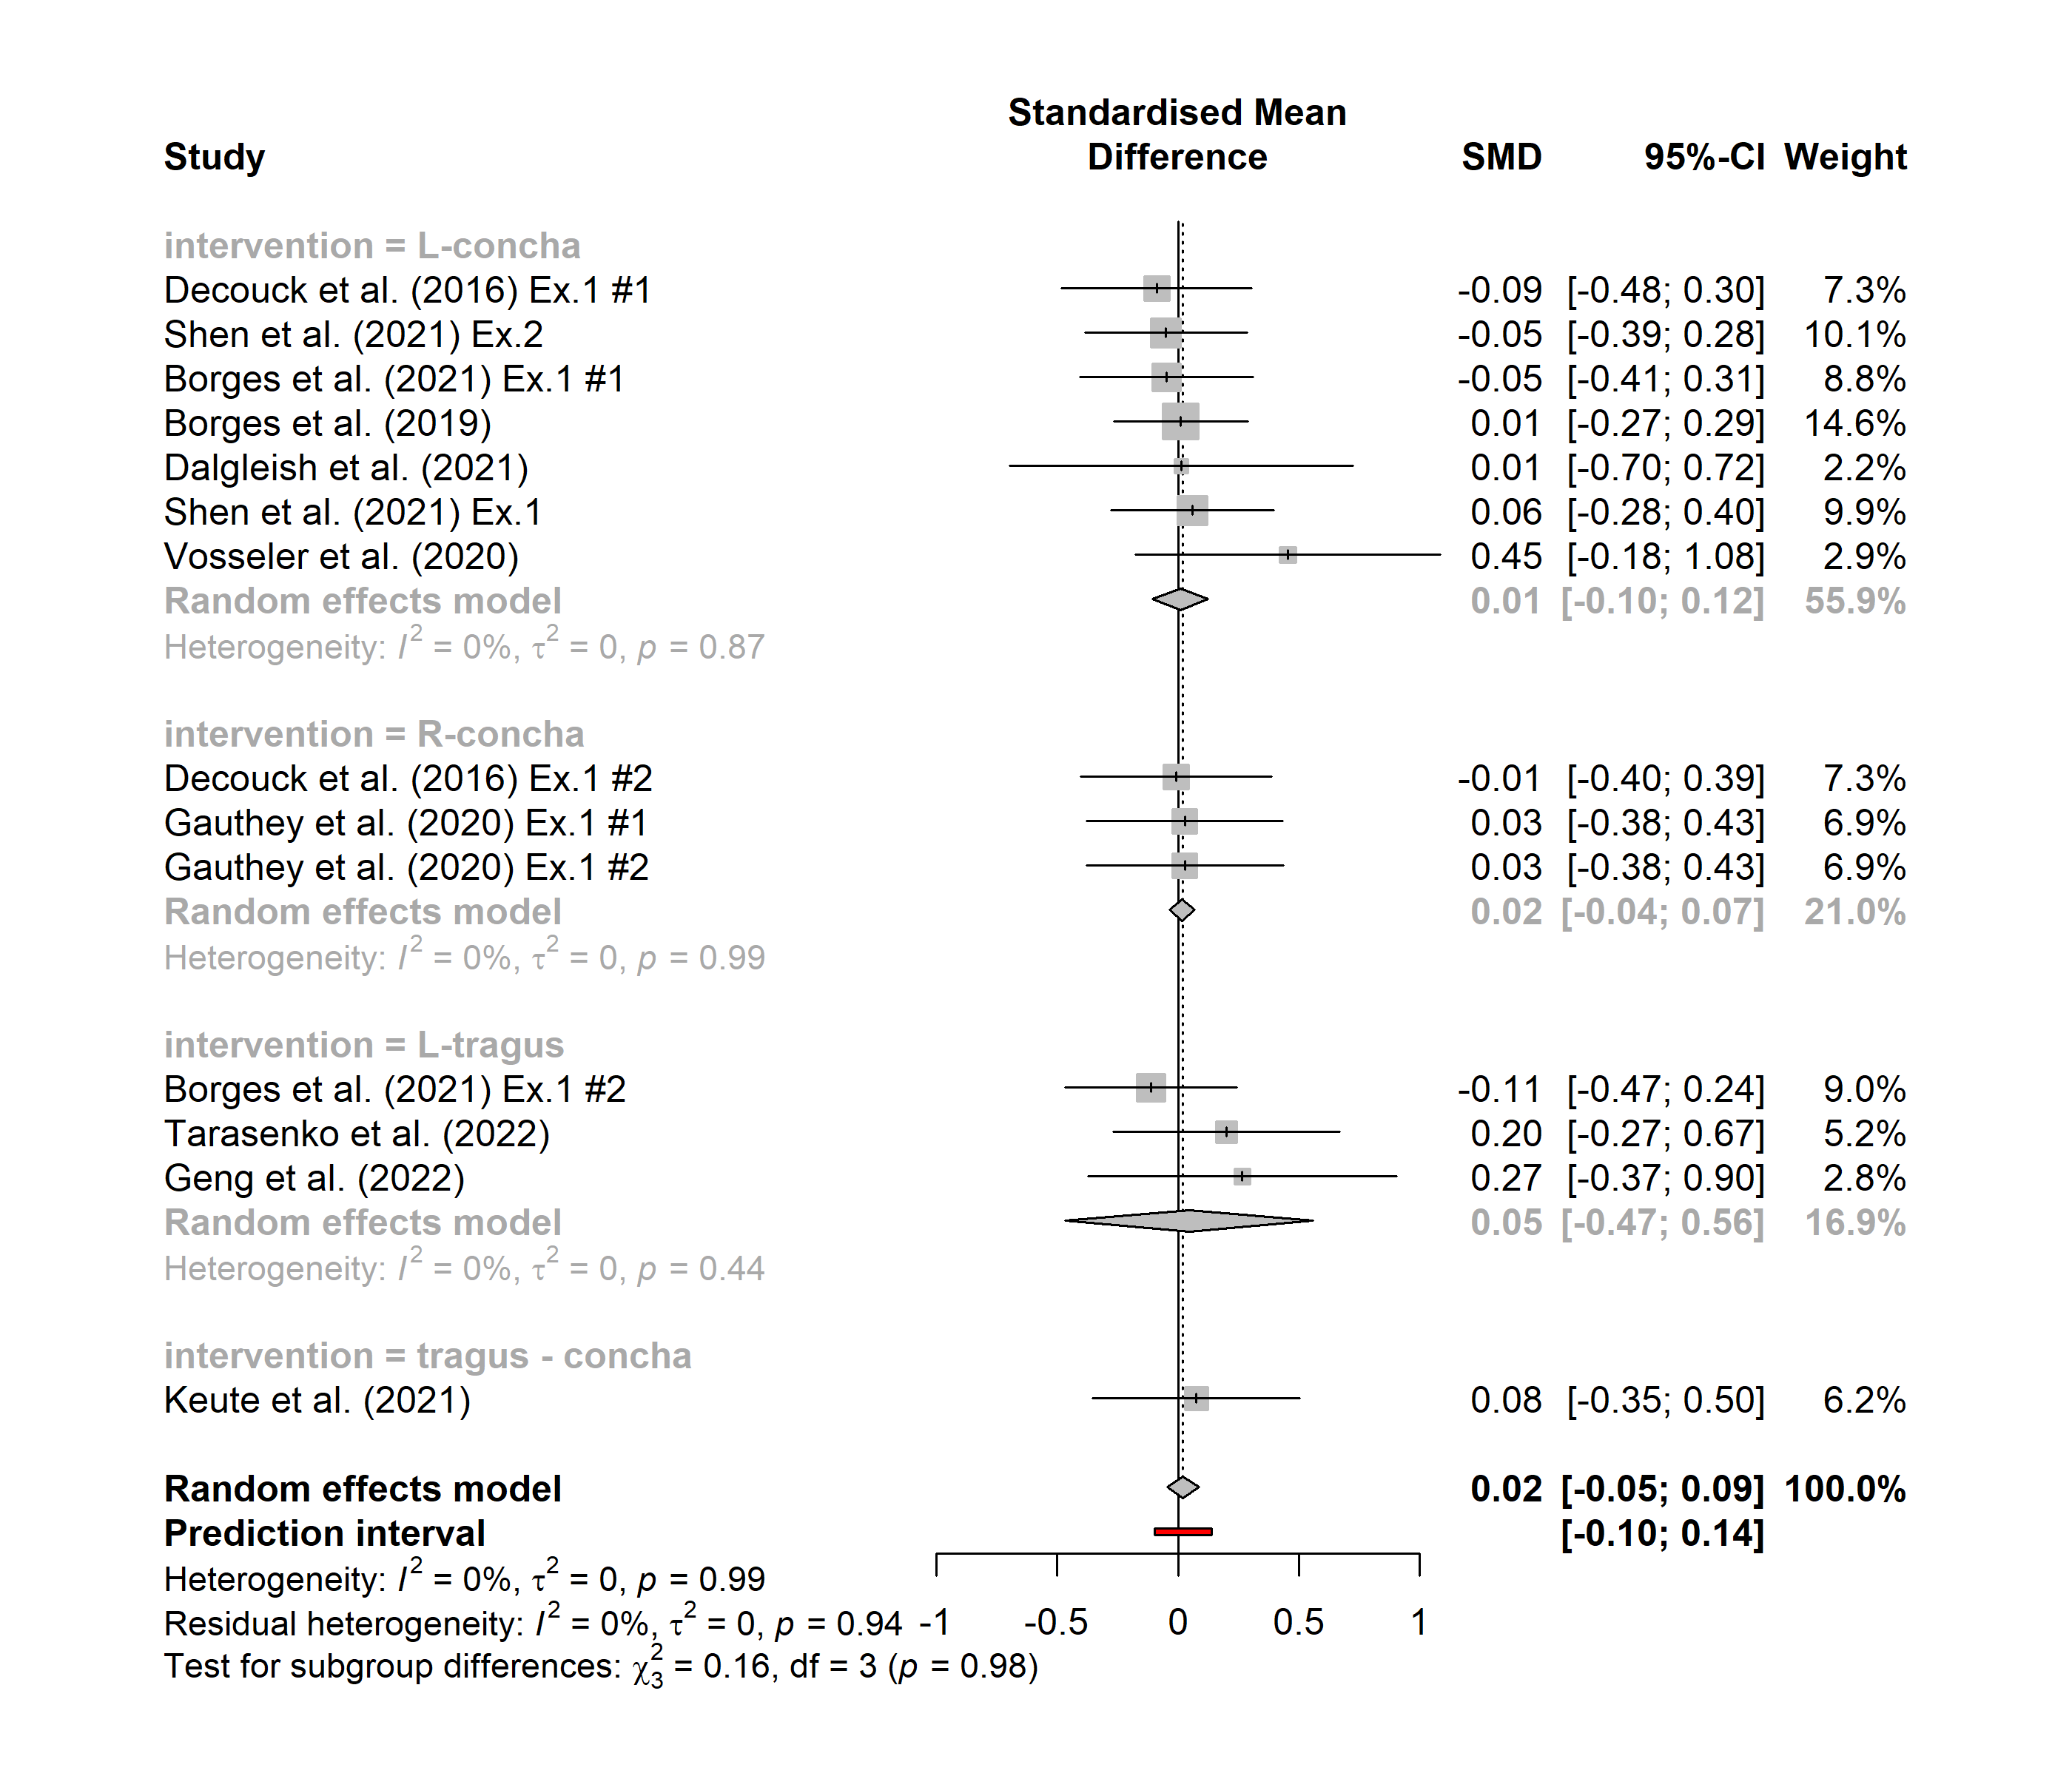 Standardised Mean
Study Difference SMD 95%-CI Weight
intervention = L-concha
Decouck et al. (2016) Ex.1 #1 -0.09 [-0.48; 0.30] 7.3%
Shen et al. (2021) Ex.2 -0.05 [-0.39; 0.28] 10.1%
Borges et al. (2021) Ex.1 #1 -0.05 [-0.41; 0.31] 8.8%
Borges et al. (2019) 0.01 [-0.27; 0.29] 14.6%
Dalgleish et al. (2021) 0.01 [-0.70; 0.72] 2.2%
Shen et al. (2021) Ex.1 0.06 [-0.28; 0.40] 9.9%
Vosseler et al. (2020) 0.45 [-0.18; 1.08] 2.9%
Random effects model 0.01 [-0.10; 0.12] 55.9%
Heterogeneity: I² = 0%, τ² = 0, p = 0.87
intervention = R-concha
Decouck et al. (2016) Ex.1 #2 -0.01 [-0.40; 0.39] 7.3%
Gauthey et al. (2020) Ex.1 #1 0.03 [-0.38; 0.43] 6.9%
Gauthey et al. (2020) Ex.1 #2 0.03 [-0.38; 0.43] 6.9%
Random effects model 0.02 [-0.04; 0.07] 21.0%
Heterogeneity: I² = 0%, τ² = 0, p = 0.99
intervention = L-tragus
Borges et al. (2021) Ex.1 #2 -0.11 [-0.47; 0.24] 9.0%
Tarasenko et al. (2022) 0.20 [-0.27; 0.67] 5.2%
Geng et al. (2022) 0.27 [-0.37; 0.90] 2.8%
Random effects model 0.05 [-0.47; 0.56] 16.9%
Heterogeneity: I² = 0%, τ² = 0, p = 0.44
intervention = tragus - concha
Keute et al. (2021) 0.08 [-0.35; 0.50] 6.2%
Random effects model 0.02 [-0.05; 0.09] 100.0%
Prediction interval [-0.10; 0.14]
Heterogeneity: I² = 0%, τ² = 0, p = 0.99
Residual heterogeneity: I² = 0%, τ² = 0, p = 0.94 -1 -0.5 0 0.5 1
Test for subgroup differences: χ²₃ = 0.16, df = 3 (p = 0.98)